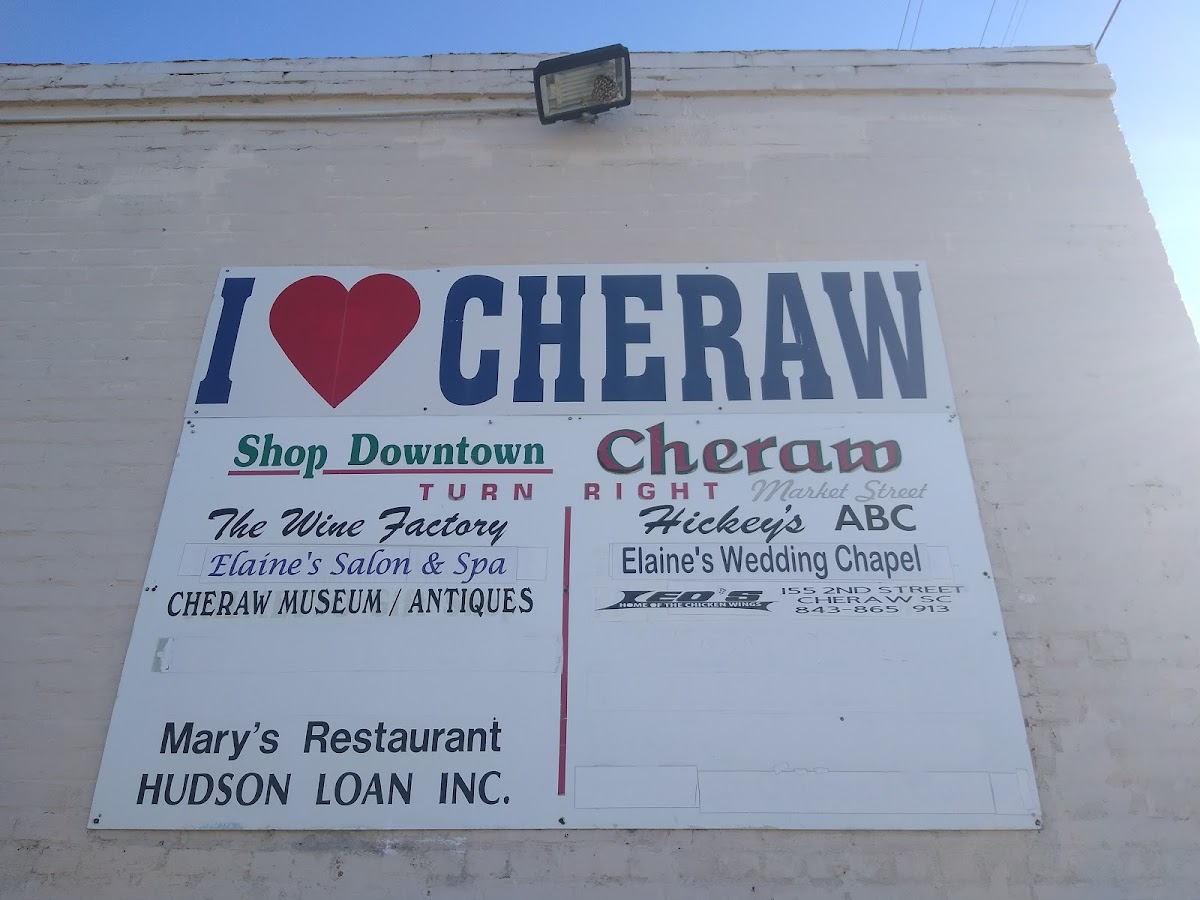 I ♥ CHERAW
Shop Downtown Cheraw
TURN RIGHT Market Street
The Wine Factory
Elaine's Salon & Spa
CHERAW MUSEUM / ANTIQUES
Mary's Restaurant
HUDSON LOAN INC.
Hickey's ABC
Elaine's Wedding Chapel
YEO'S
HOME OF THE CHICKEN WINGS
155 2ND STREET
CHERAW SC
843-865 913